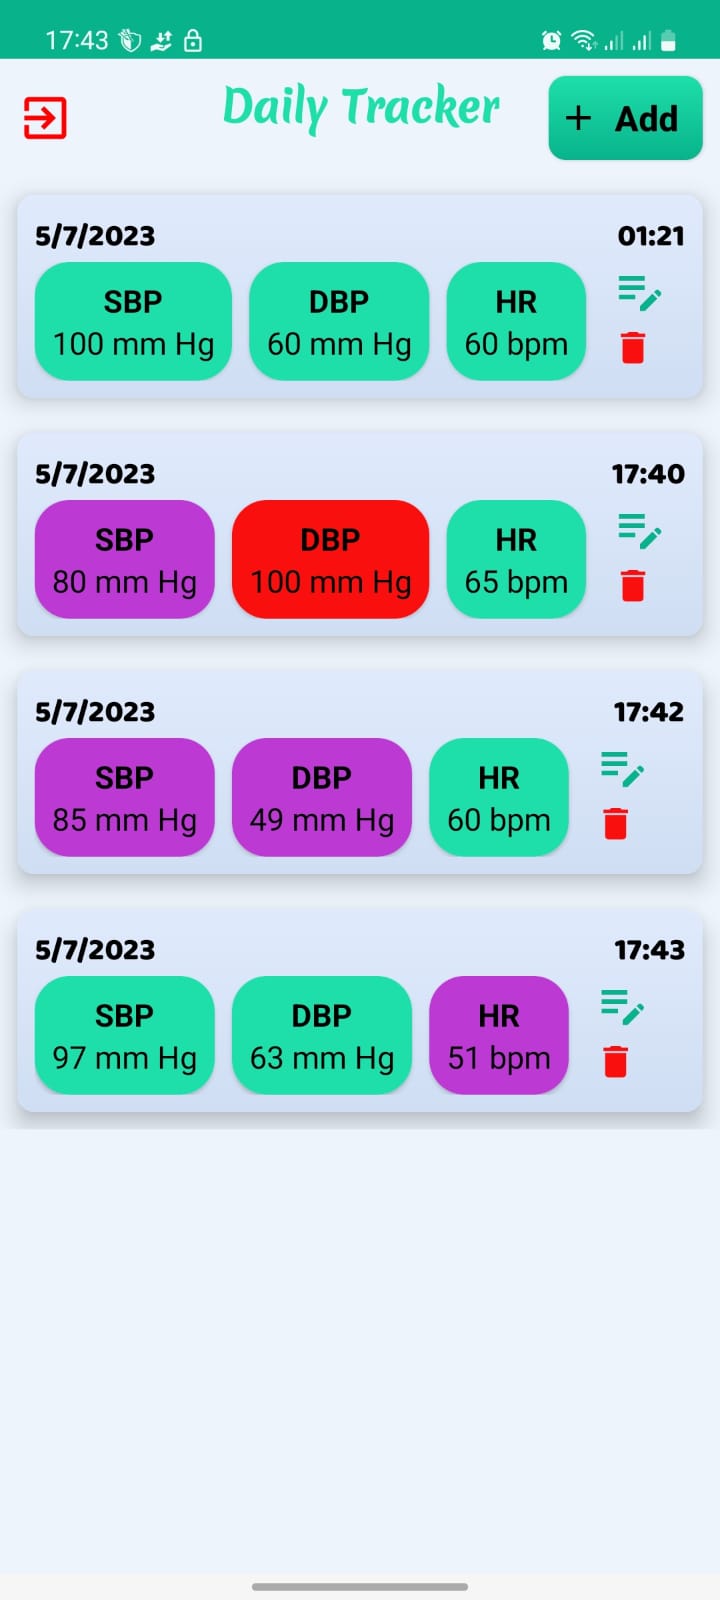 17:43
Daily Tracker
+ Add
5/7/2023 01:21
SBP DBP HR
100 mm Hg 60 mm Hg 60 bpm
5/7/2023 17:40
SBP DBP HR
80 mm Hg 100 mm Hg 65 bpm
5/7/2023 17:42
SBP DBP HR
85 mm Hg 49 mm Hg 60 bpm
5/7/2023 17:43
SBP DBP HR
97 mm Hg 63 mm Hg 51 bpm